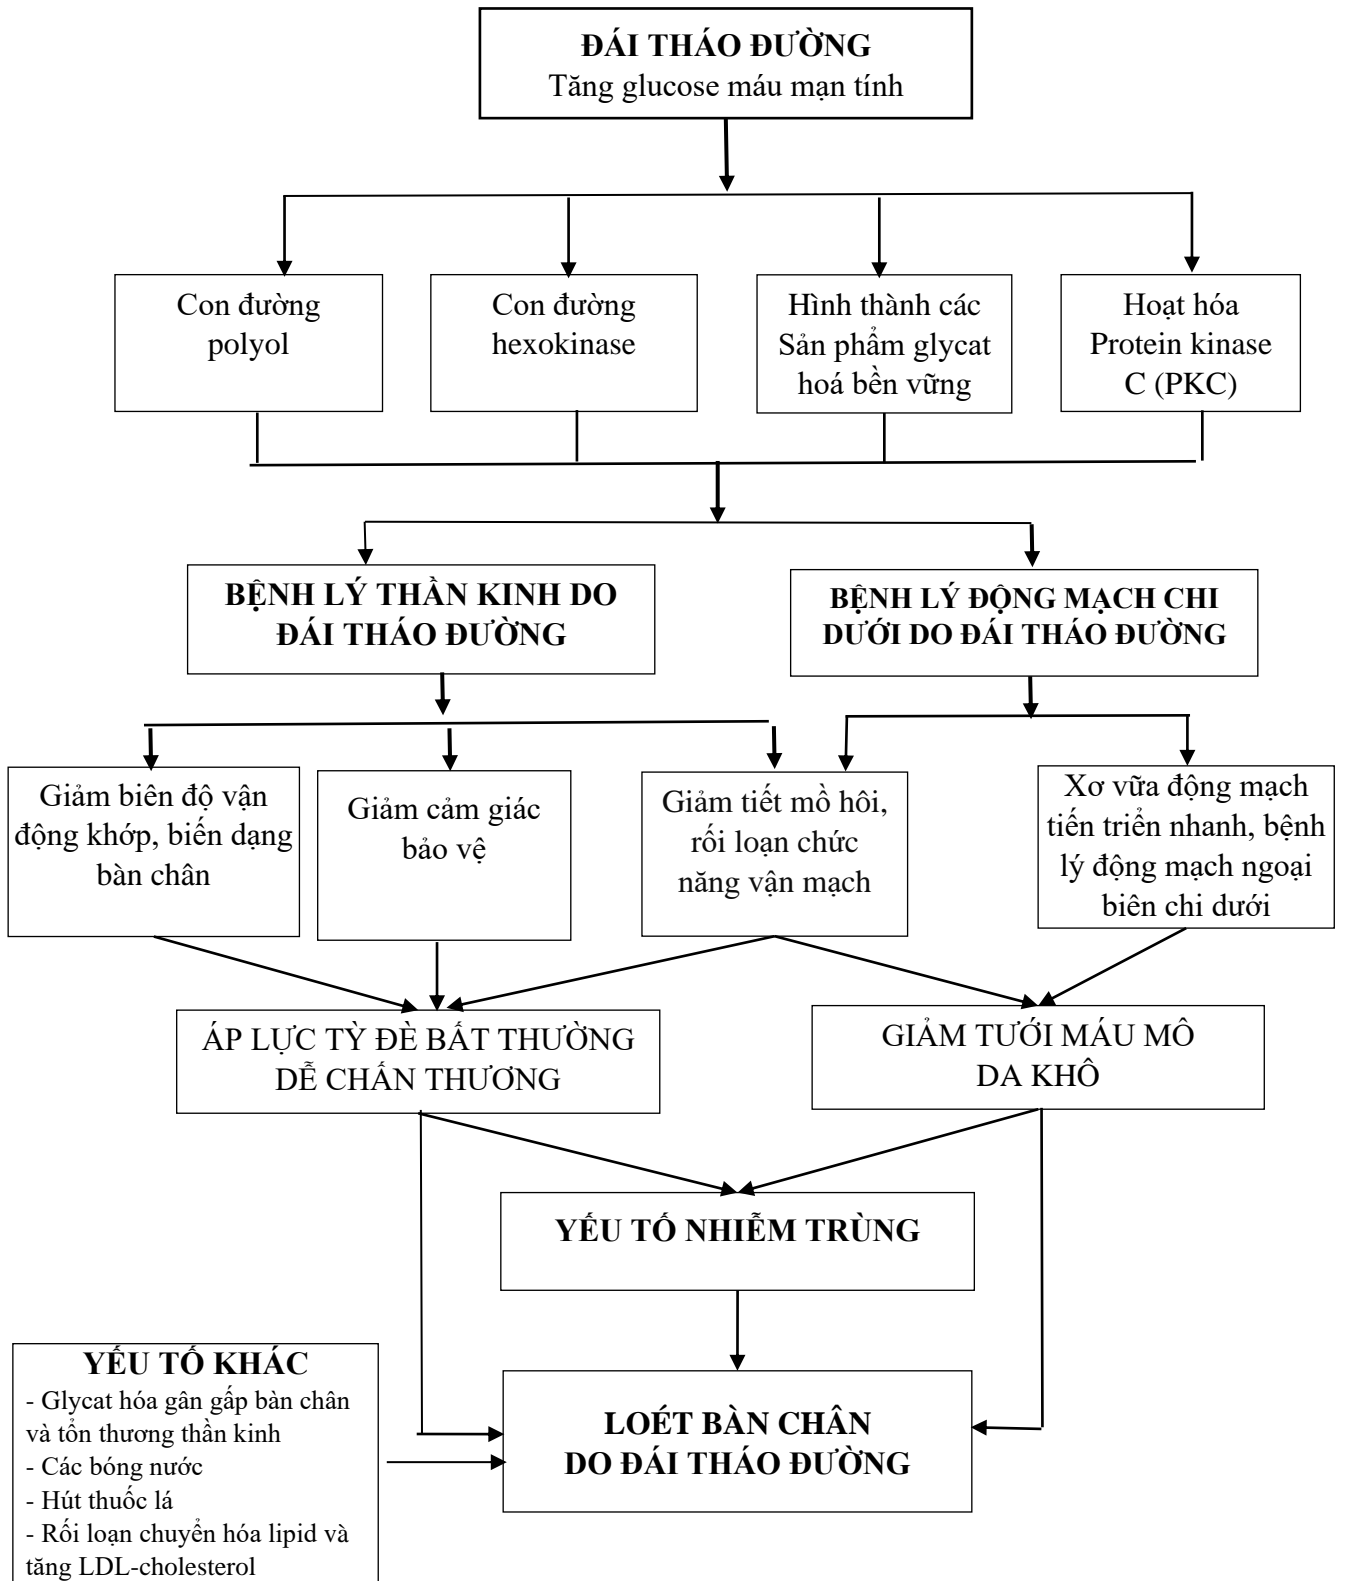 ĐÁI THÁO ĐƯỜNG
Tăng glucose máu mạn tính
Con đường
polyol
Con đường
hexokinase
Hình thành các
Sản phẩm glycat
hoá bền vững
Hoạt hóa
Protein kinase
C (PKC)
BỆNH LÝ THẦN KINH DO
ĐÁI THÁO ĐƯỜNG
BỆNH LÝ ĐỘNG MẠCH CHI
DƯỚI DO ĐÁI THÁO ĐƯỜNG
Giảm biên độ vận
động khớp, biến dạng
bàn chân
Giảm cảm giác
bảo vệ
Giảm tiết mồ hôi,
rối loạn chức
năng vận mạch
Xơ vữa động mạch
tiến triển nhanh, bệnh
lý động mạch ngoại
biên chi dưới
ÁP LỰC TỲ ĐÈ BẤT THƯỜNG
DỄ CHẤN THƯƠNG
GIẢM TƯỚI MÁU MÔ
DA KHÔ
YẾU TỐ NHIỄM TRÙNG
YẾU TỐ KHÁC
- Glycat hóa gân gấp bàn chân
và tổn thương thần kinh
- Các bóng nước
- Hút thuốc lá
- Rối loạn chuyển hóa lipid và
tăng LDL-cholesterol
LOÉT BÀN CHÂN
DO ĐÁI THÁO ĐƯỜNG